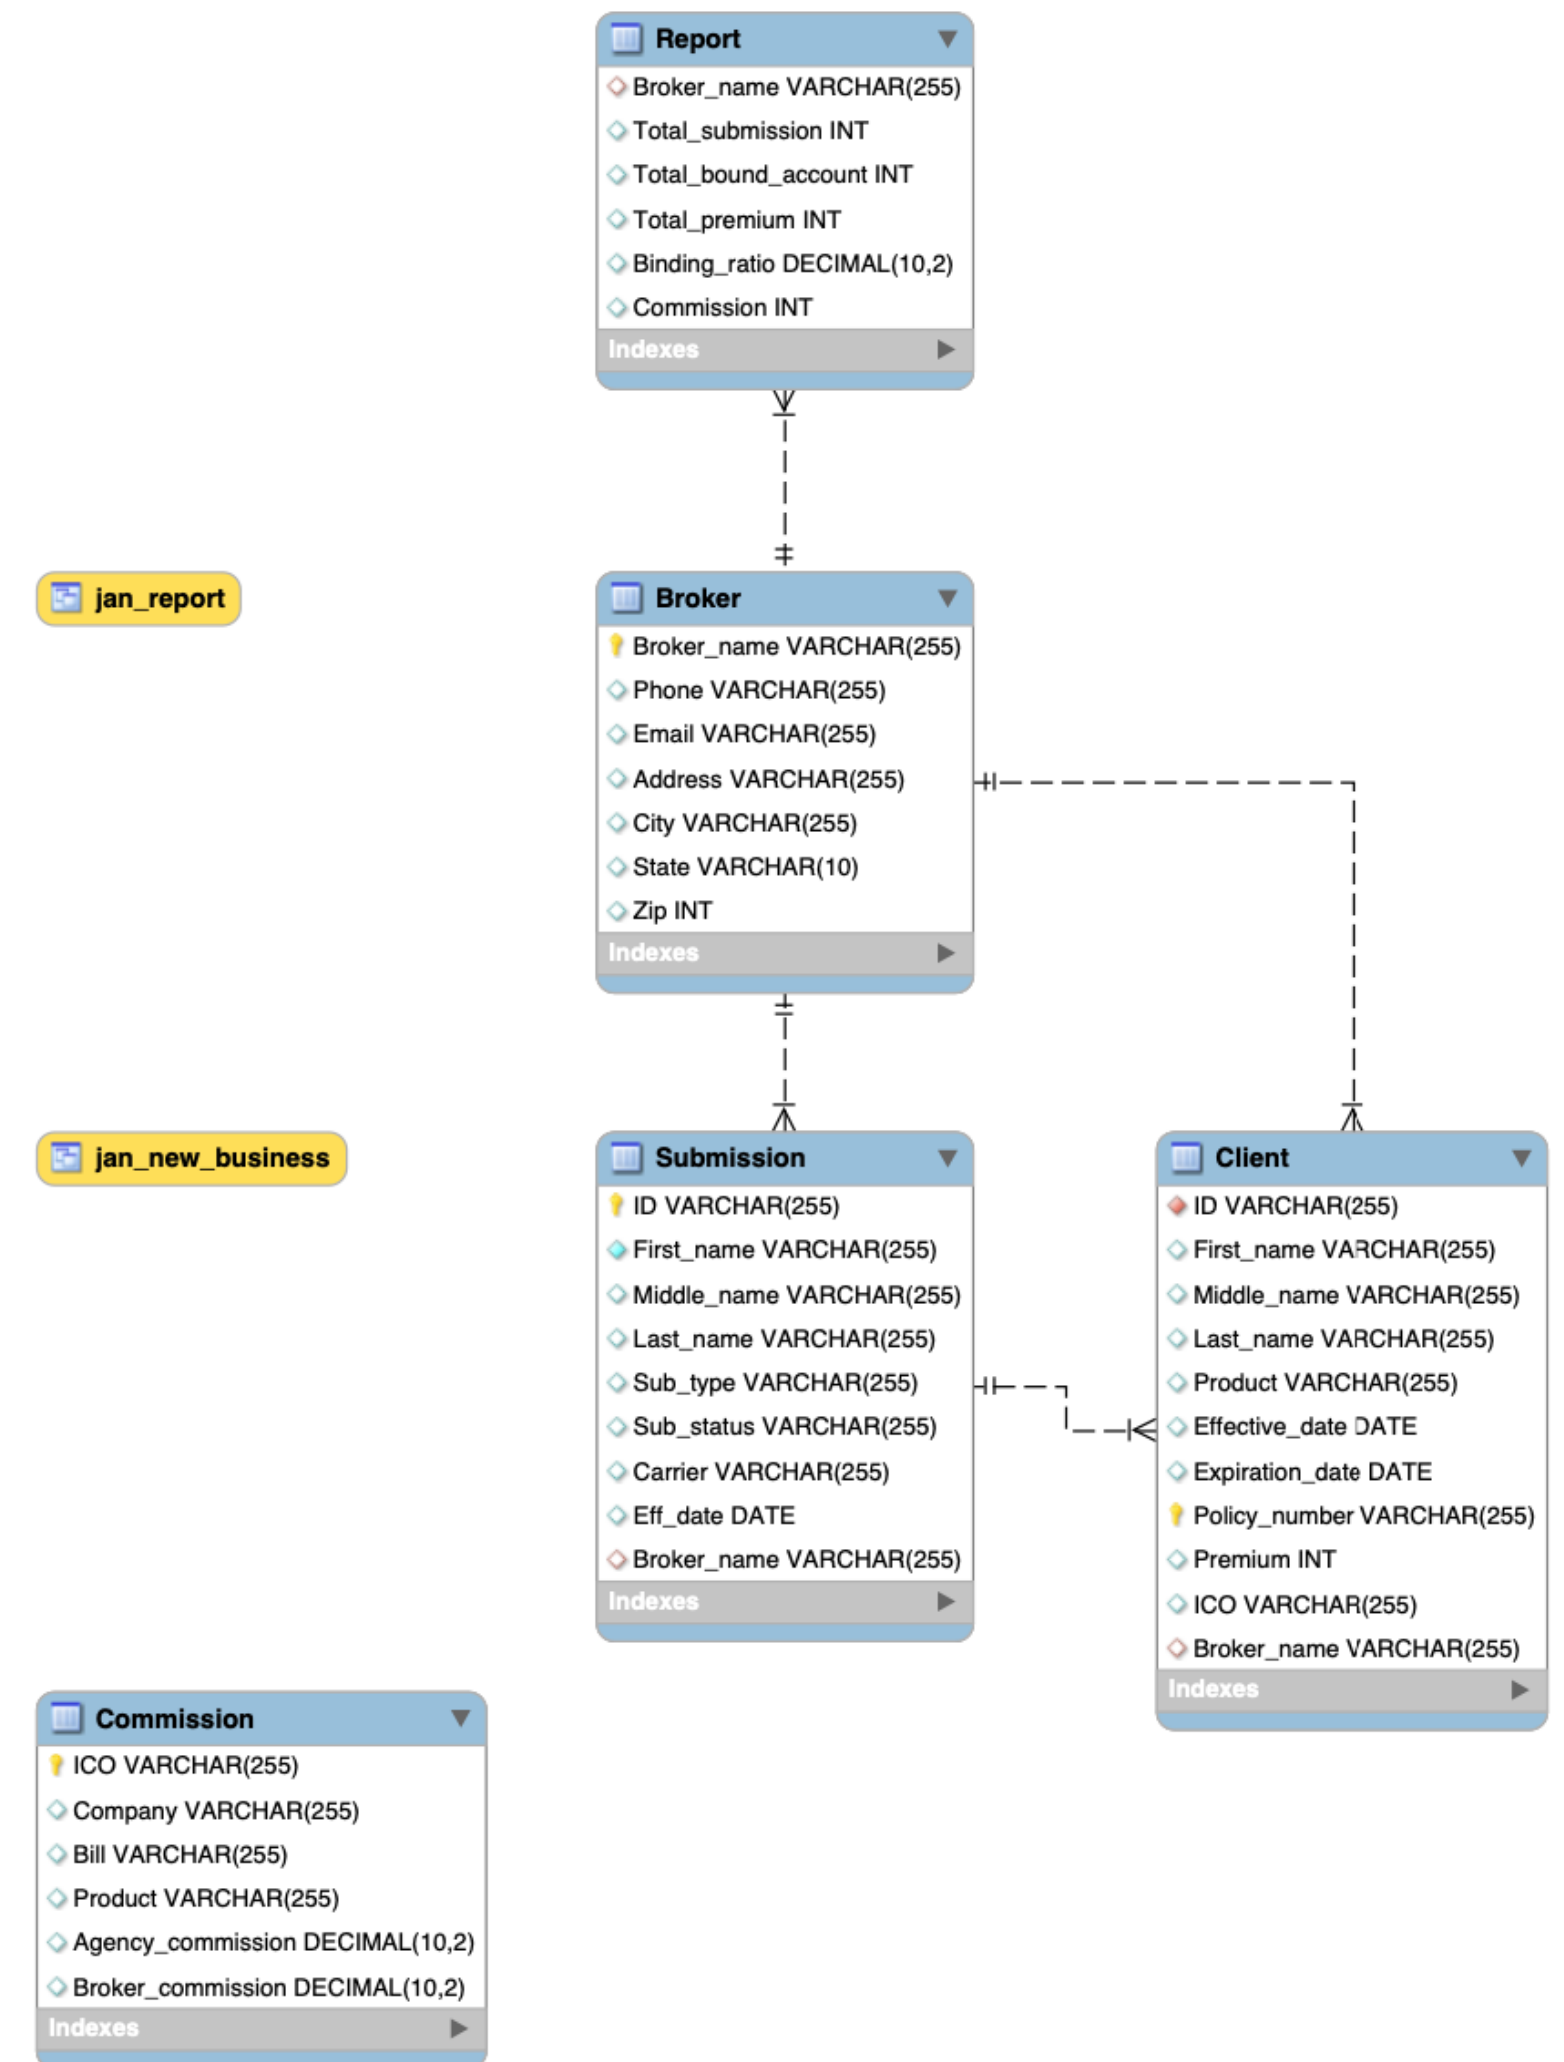 Report
Broker_name VARCHAR(255)
Total_submission INT
Total_bound_account INT
Total_premium INT
Binding_ratio DECIMAL(10,2)
Commission INT
Indexes
jan_report
Broker
Broker_name VARCHAR(255)
Phone VARCHAR(255)
Email VARCHAR(255)
Address VARCHAR(255)
City VARCHAR(255)
State VARCHAR(10)
Zip INT
Indexes
jan_new_business
Submission
ID VARCHAR(255)
First_name VARCHAR(255)
Middle_name VARCHAR(255)
Last_name VARCHAR(255)
Sub_type VARCHAR(255)
Sub_status VARCHAR(255)
Carrier VARCHAR(255)
Eff_date DATE
Broker_name VARCHAR(255)
Indexes
Client
ID VARCHAR(255)
First_name VARCHAR(255)
Middle_name VARCHAR(255)
Last_name VARCHAR(255)
Product VARCHAR(255)
Effective_date DATE
Expiration_date DATE
Policy_number VARCHAR(255)
Premium INT
ICO VARCHAR(255)
Broker_name VARCHAR(255)
Indexes
Commission
ICO VARCHAR(255)
Company VARCHAR(255)
Bill VARCHAR(255)
Product VARCHAR(255)
Agency_commission DECIMAL(10,2)
Broker_commission DECIMAL(10,2)
Indexes